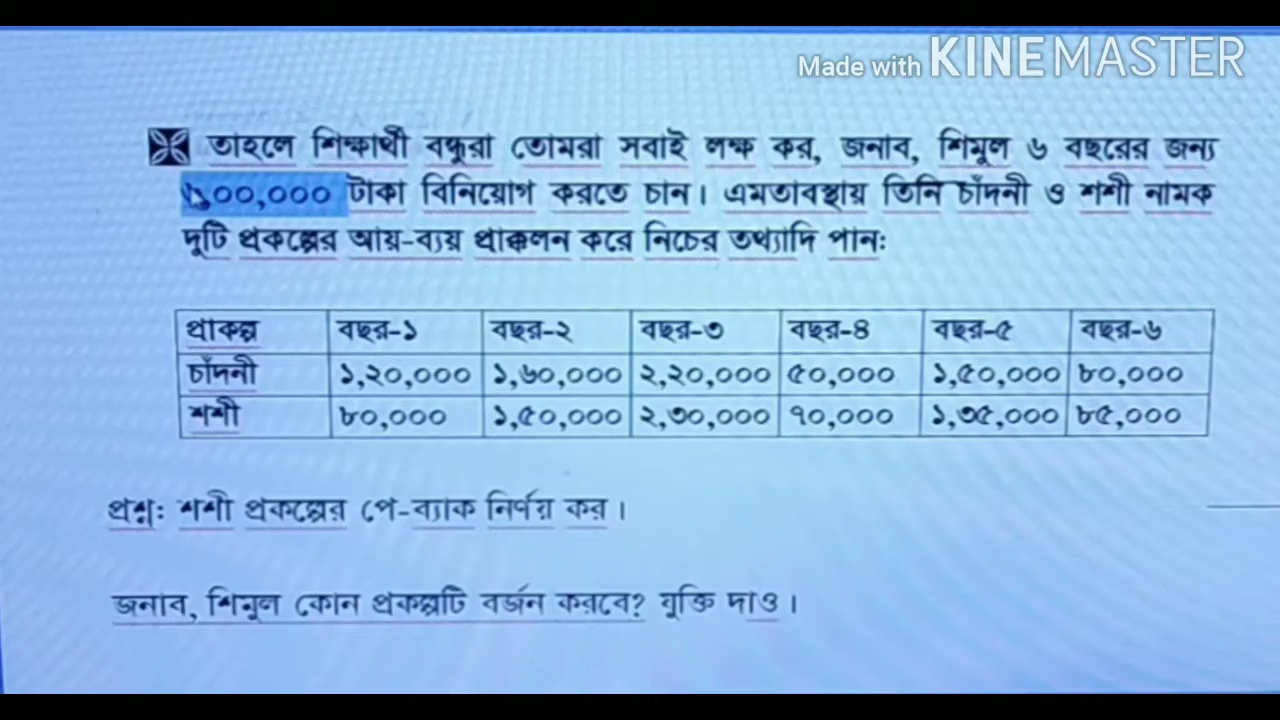 Made with KINEMASTER
তাহলে শিক্ষার্থী বন্ধুরা তোমরা সবাই লক্ষ কর, জনাব, শিমুল ৬ বছরের জন্য
০০,০০০ টাকা বিনিয়োগ করতে চান। এমতাবস্থায় তিনি চাঁদনী ও শশী নামক
দুটি প্রকল্পের আয়-ব্যয় প্রাক্কলন করে নিচের তথ্যাদি পান:
প্রাকল্প বছর-১ বছর-২ বছর-৩ বছর-৪ বছর-৫ বছর-৬
চাঁদনী ১,২০,০০০ ১,৬০,০০০ ২,২০,০০০ ৫০,০০০ ১,৫০,০০০ ৮০,০০০
শশী ৮০,০০০ ১,৫০,০০০ ২,৩০,০০০ ৭০,০০০ ১,৩৫,০০০ ৮৫,০০০
প্রশ্ন: শশী প্রকল্পের পে-ব্যাক নির্ণয় কর।
জনাব, শিমুল কোন প্রকল্পটি বর্জন করবে? যুক্তি দাও।